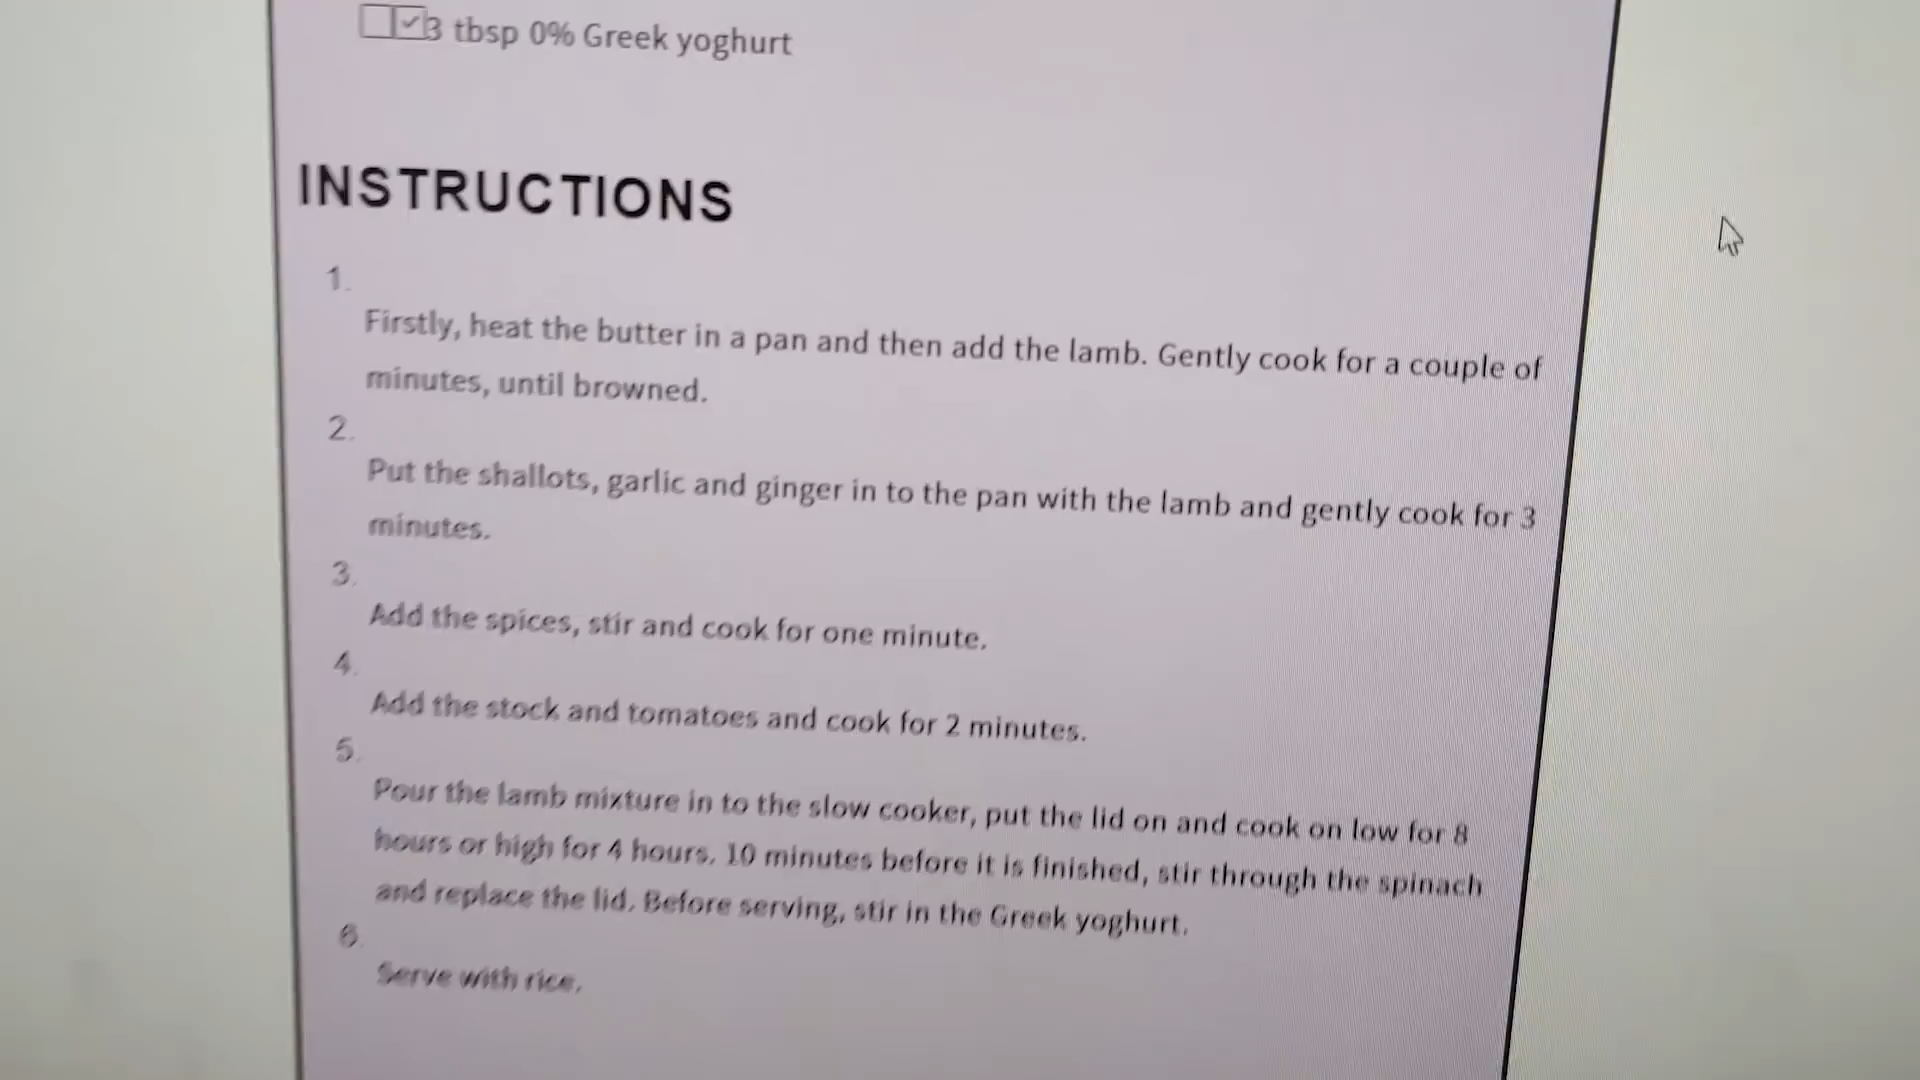 3 tbsp 0% Greek yoghurt
INSTRUCTIONS
1.
Firstly, heat the butter in a pan and then add the lamb. Gently cook for a couple of
minutes, until browned.
2.
Put the shallots, garlic and ginger in to the pan with the lamb and gently cook for 3
minutes.
3.
Add the spices, stir and cook for one minute.
4.
Add the stock and tomatoes and cook for 2 minutes.
5.
Pour the lamb mixture in to the slow cooker, put the lid on and cook on low for 8
hours or high for 4 hours. 10 minutes before it is finished, stir through the spinach
and replace the lid. Before serving, stir in the Greek yoghurt.
6.
Serve with rice.